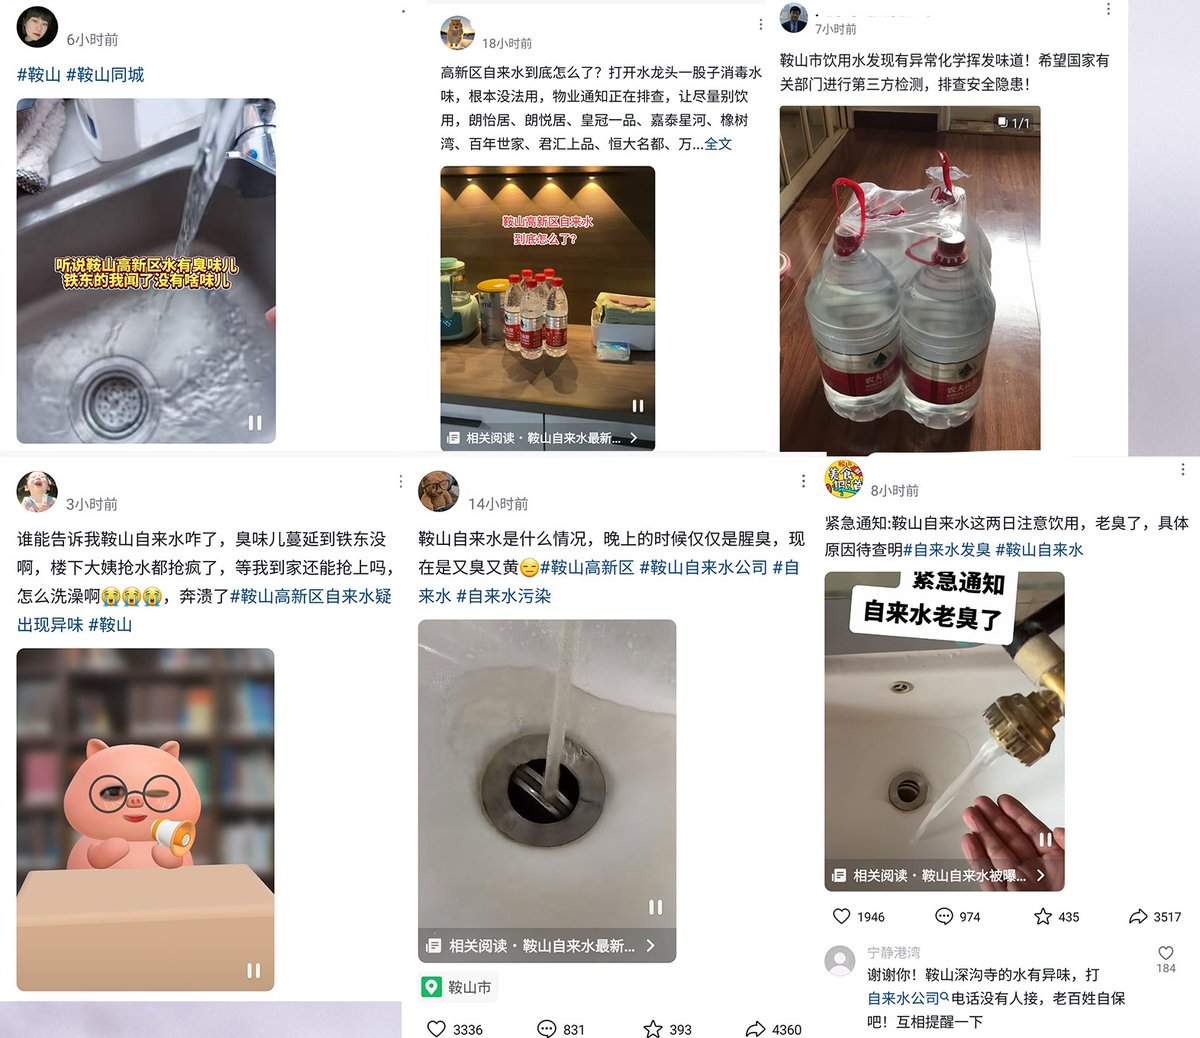 6小时前
#鞍山 #鞍山同城
听说鞍山高新区水有臭味儿
铁东的我闻了没有啥味儿
18小时前
高新区自来水到底怎么了？打开水龙头一股子消毒水
味，根本没法用，物业通知正在排查，让尽量别饮
用，朗怡居、朗悦居、皇冠一品、嘉泰星河、橡树
湾、百年世家、君汇上品、恒大名都、万...全文
鞍山高新区自来水
到底怎么了？
相关阅读·鞍山自来水最新...
7小时前
鞍山市饮用水发现有异常化学挥发味道！希望国家有
关部门进行第三方检测，排查安全隐患！
1/1
农夫山
农夫山
3小时前
谁能告诉我鞍山自来水咋了，臭味儿蔓延到铁东没
啊，楼下大姨抢水都抢疯了，等我到家还能抢上吗，
怎么洗澡啊😭😭😭，奔溃了#鞍山高新区自来水疑
出现异味 #鞍山
14小时前
鞍山自来水是什么情况，晚上的时候仅仅是腥臭，现
在是又臭又黄😑#鞍山高新区 #鞍山自来水公司 #自
来水 #自来水污染
相关阅读·鞍山自来水最新...
鞍山市
3336 831 393 4360
8小时前
紧急通知:鞍山自来水这两日注意饮用，老臭了，具体
原因待查明#自来水发臭 #鞍山自来水
紧急通知
自来水老臭了
相关阅读·鞍山自来水被曝...
1946 974 435 3517
宁静港湾
谢谢你！鞍山深沟寺的水有异味，打
自来水公司电话没有人接，老百姓自保
吧！互相提醒一下
184